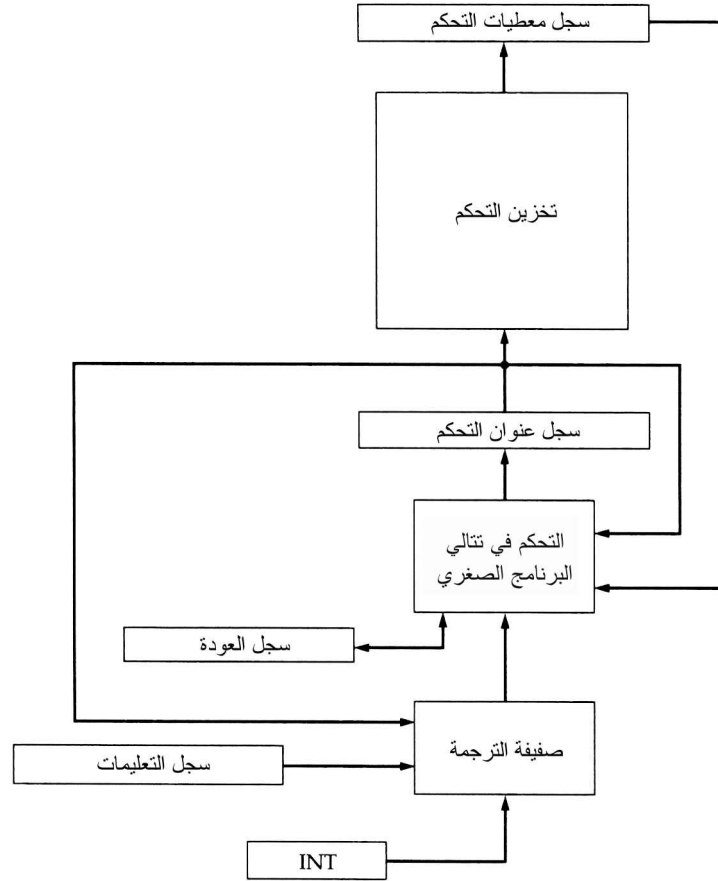 سجل معطيات التحكم
تخزين التحكم
سجل عنوان التحكم
التحكم في تتالي
البرنامج الصغري
سجل العودة
صفيفة الترجمة
سجل التعليمات
INT